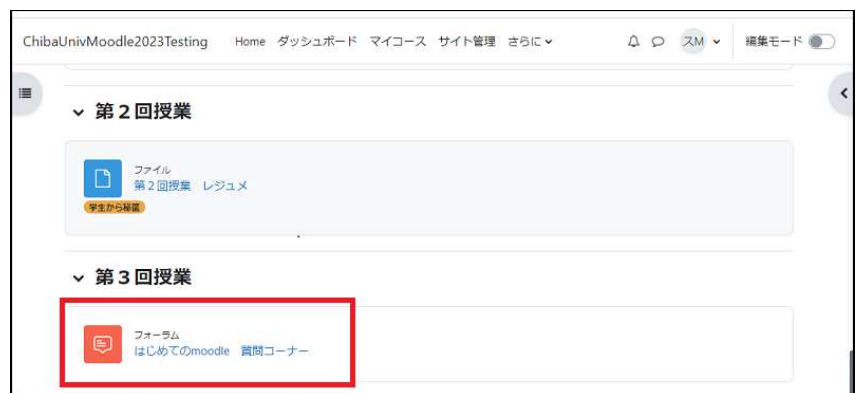 ChibaUnivMoodle2023Testing Home ダッシュボード マイコース サイト管理 さらに スM 編集モード
第２回授業
ファイル
第２回授業　レジュメ
学生から秘匿
第３回授業
フォーラム
はじめてのmoodle　質問コーナー